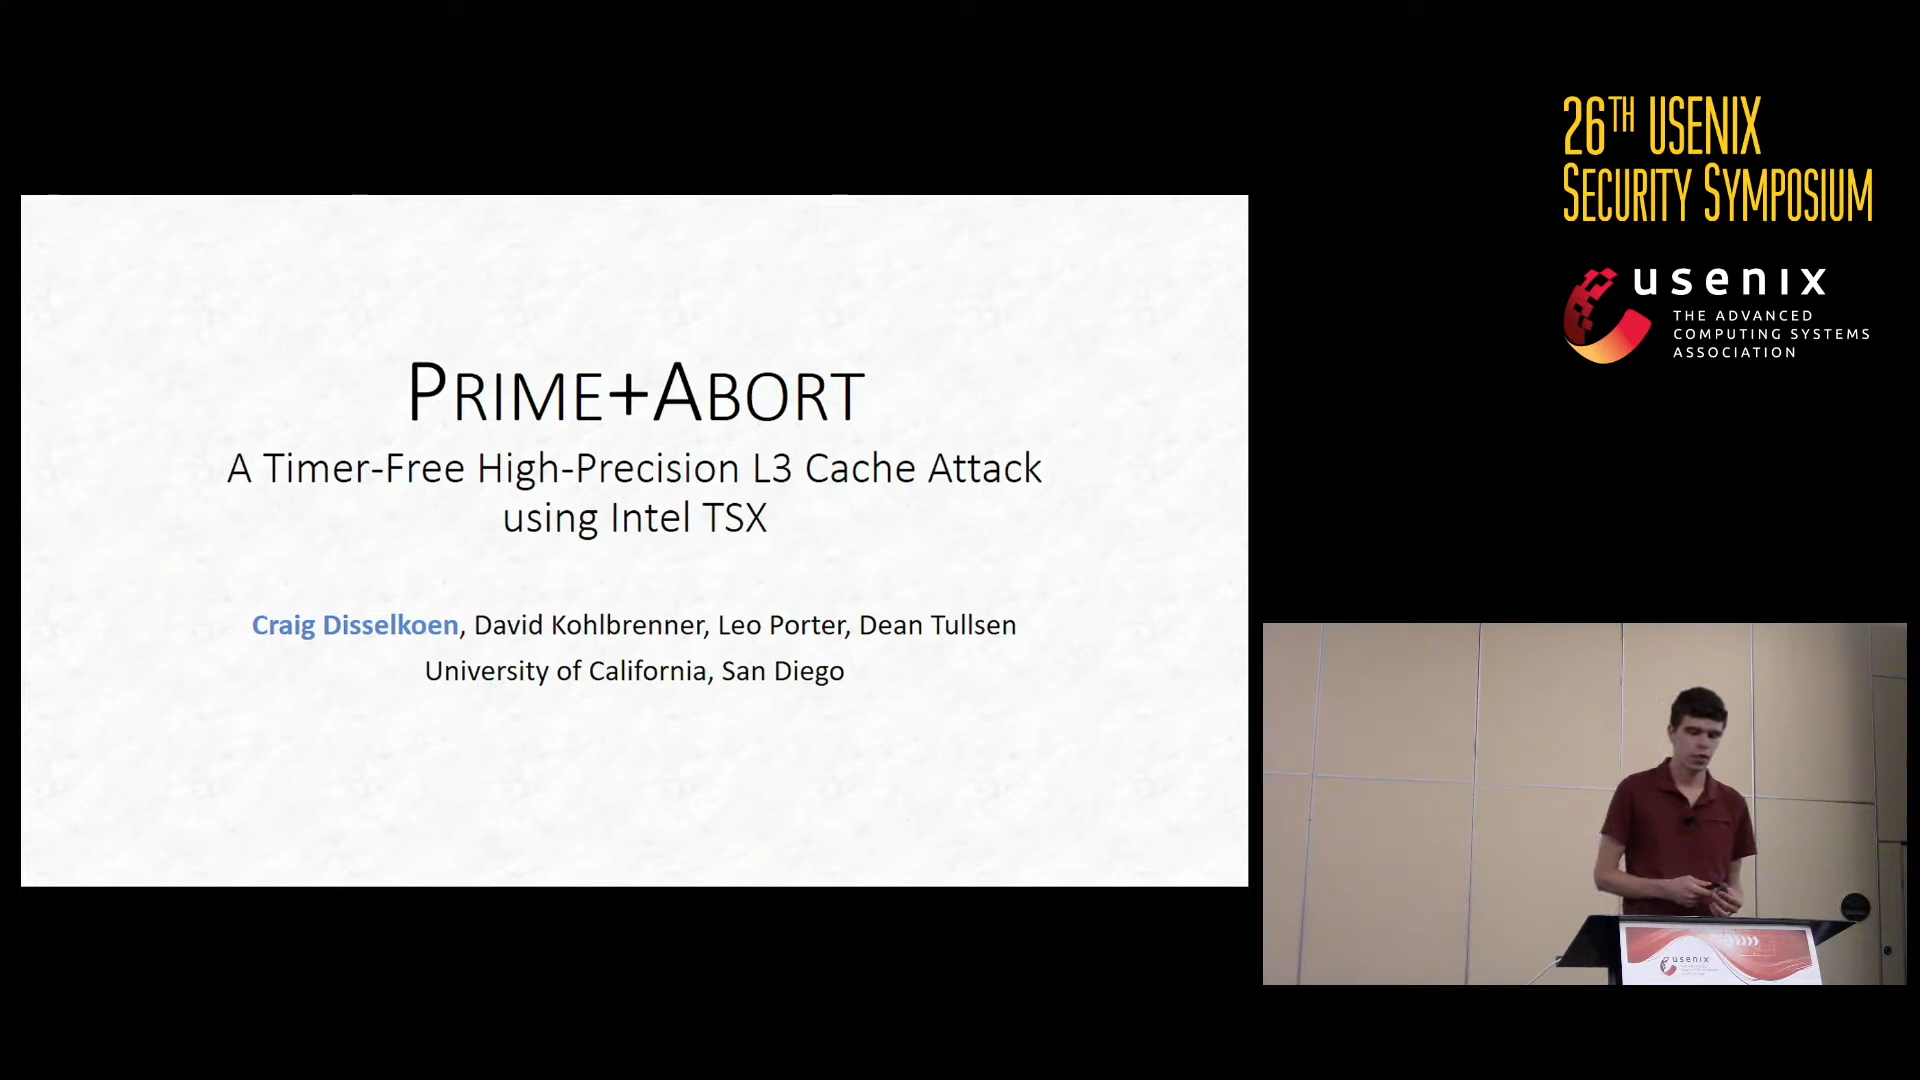 PRIME+ABORT
A Timer-Free High-Precision L3 Cache Attack
using Intel TSX
Craig Disselkoen, David Kohlbrenner, Leo Porter, Dean Tullsen
University of California, San Diego
26TH USENIX
SECURITY SYMPOSIUM
usenix
THE ADVANCED
COMPUTING SYSTEMS
ASSOCIATION
usenix